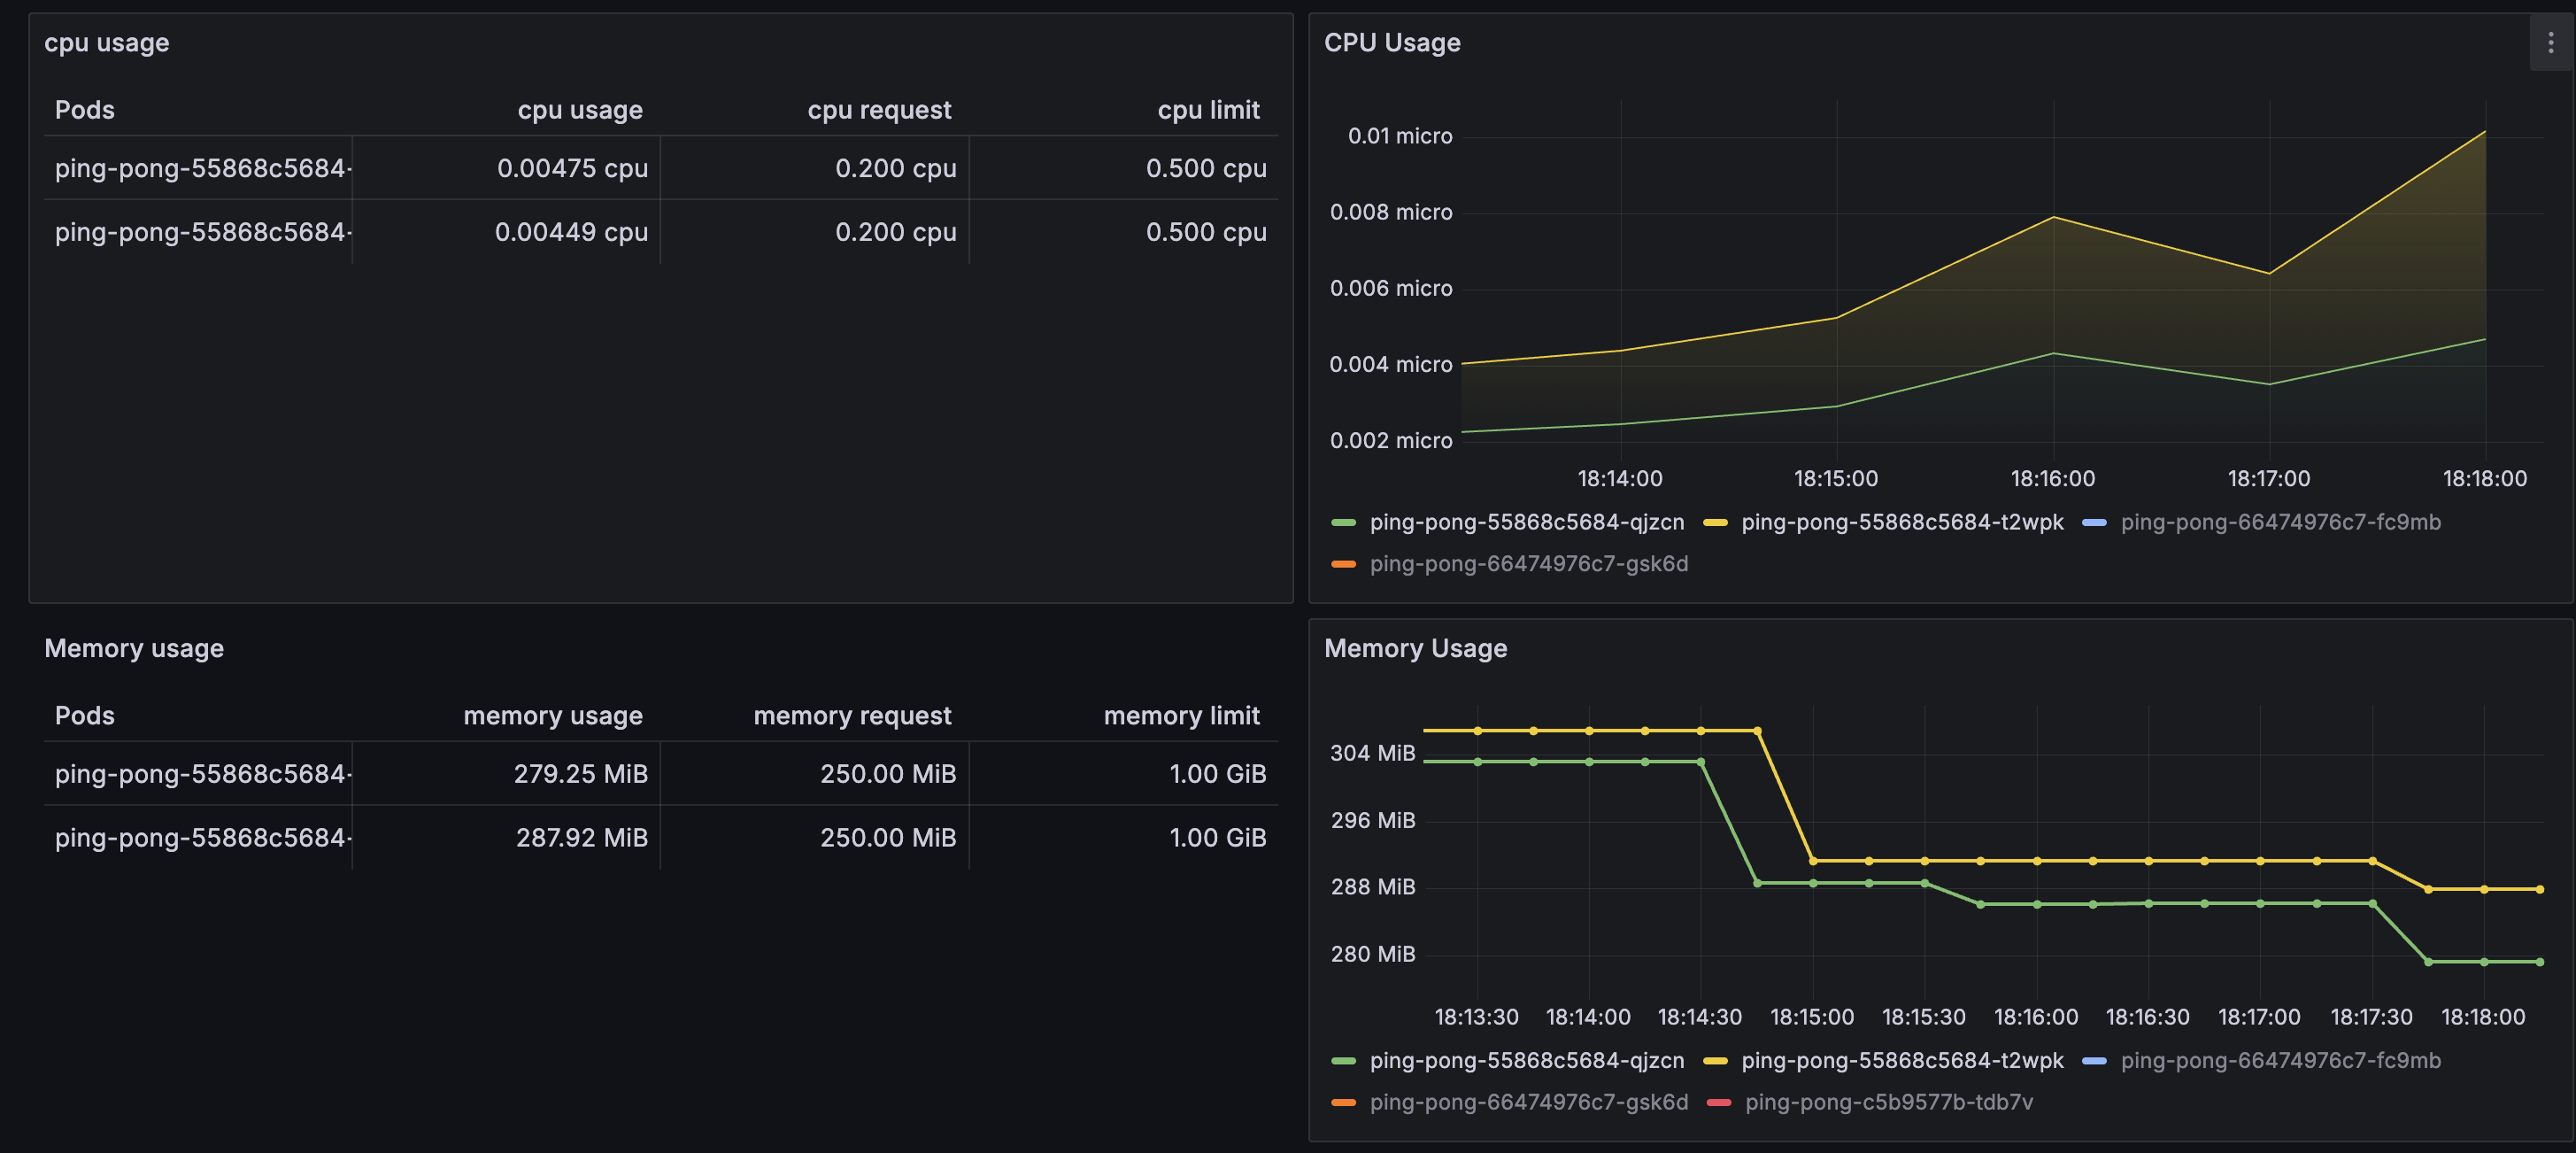 cpu usage
Pods cpu usage cpu request cpu limit
ping-pong-55868c5684- 0.00475 cpu 0.200 cpu 0.500 cpu
ping-pong-55868c5684- 0.00449 cpu 0.200 cpu 0.500 cpu
CPU Usage
0.01 micro
0.008 micro
0.006 micro
0.004 micro
0.002 micro
18:14:00 18:15:00 18:16:00 18:17:00 18:18:00
ping-pong-55868c5684-qjzcn ping-pong-55868c5684-t2wpk ping-pong-66474976c7-fc9mb
ping-pong-66474976c7-gsk6d
Memory usage
Pods memory usage memory request memory limit
ping-pong-55868c5684- 279.25 MiB 250.00 MiB 1.00 GiB
ping-pong-55868c5684- 287.92 MiB 250.00 MiB 1.00 GiB
Memory Usage
304 MiB
296 MiB
288 MiB
280 MiB
18:13:30 18:14:00 18:14:30 18:15:00 18:15:30 18:16:00 18:16:30 18:17:00 18:17:30 18:18:00
ping-pong-55868c5684-qjzcn ping-pong-55868c5684-t2wpk ping-pong-66474976c7-fc9mb
ping-pong-66474976c7-gsk6d ping-pong-c5b9577b-tdb7v